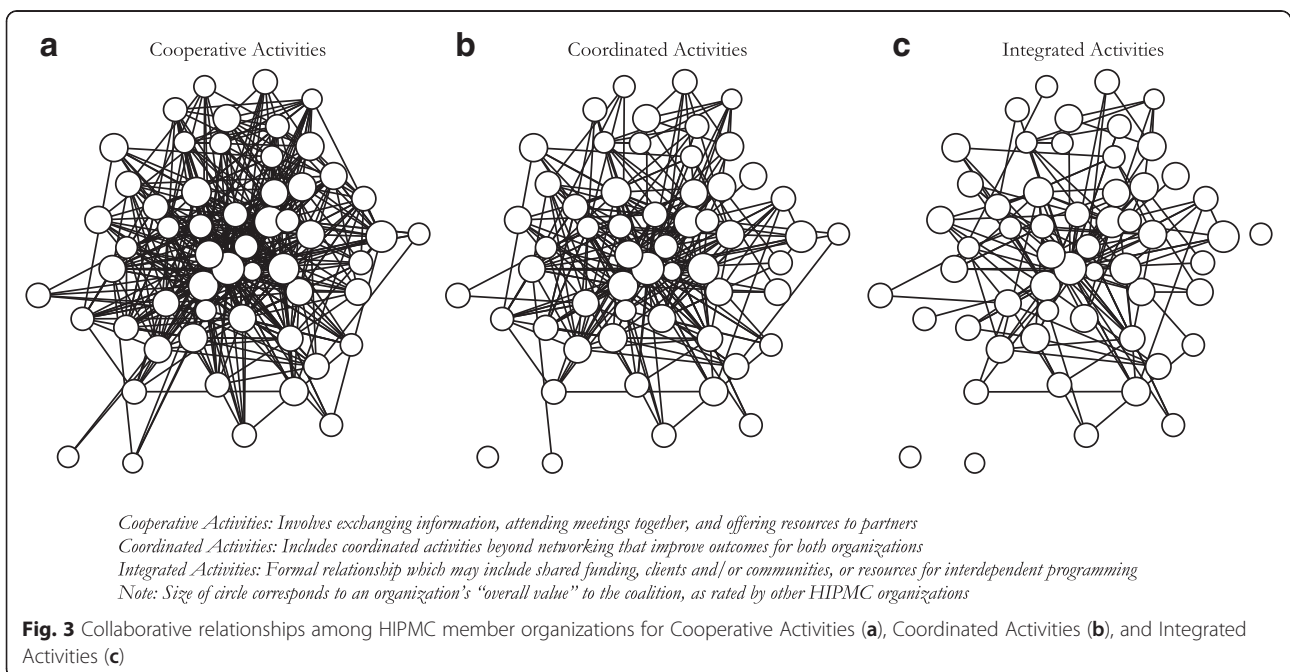 a
Cooperative Activities
b
Coordinated Activities
c
Integrated Activities
Cooperative Activities: Involves exchanging information, attending meetings together, and offering resources to partners
Coordinated Activities: Includes coordinated activities beyond networking that improve outcomes for both organizations
Integrated Activities: Formal relationship which may include shared funding, clients and/or communities, or resources for interdependent programming
Note: Size of circle corresponds to an organization's “overall value” to the coalition, as rated by other HIPMC organizations
Fig. 3 Collaborative relationships among HIPMC member organizations for Cooperative Activities (a), Coordinated Activities (b), and Integrated
Activities (c)